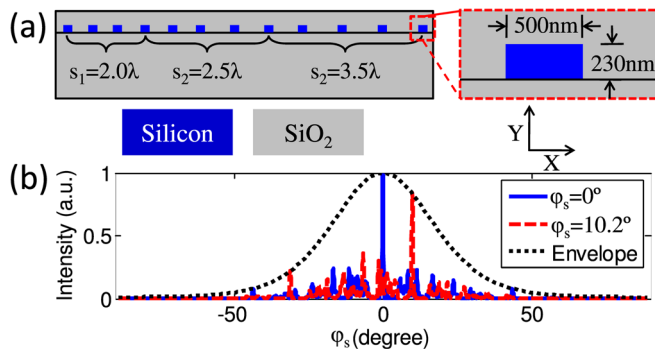 (a)
500nm
230nm
s₁=2.0λ s₂=2.5λ s₂=3.5λ
Silicon SiO₂
Y
X
(b)
Intensity (a.u.)
1
0.5
0
-50 0 50
φₛ(degree)
φₛ=0º
φₛ=10.2º
Envelope